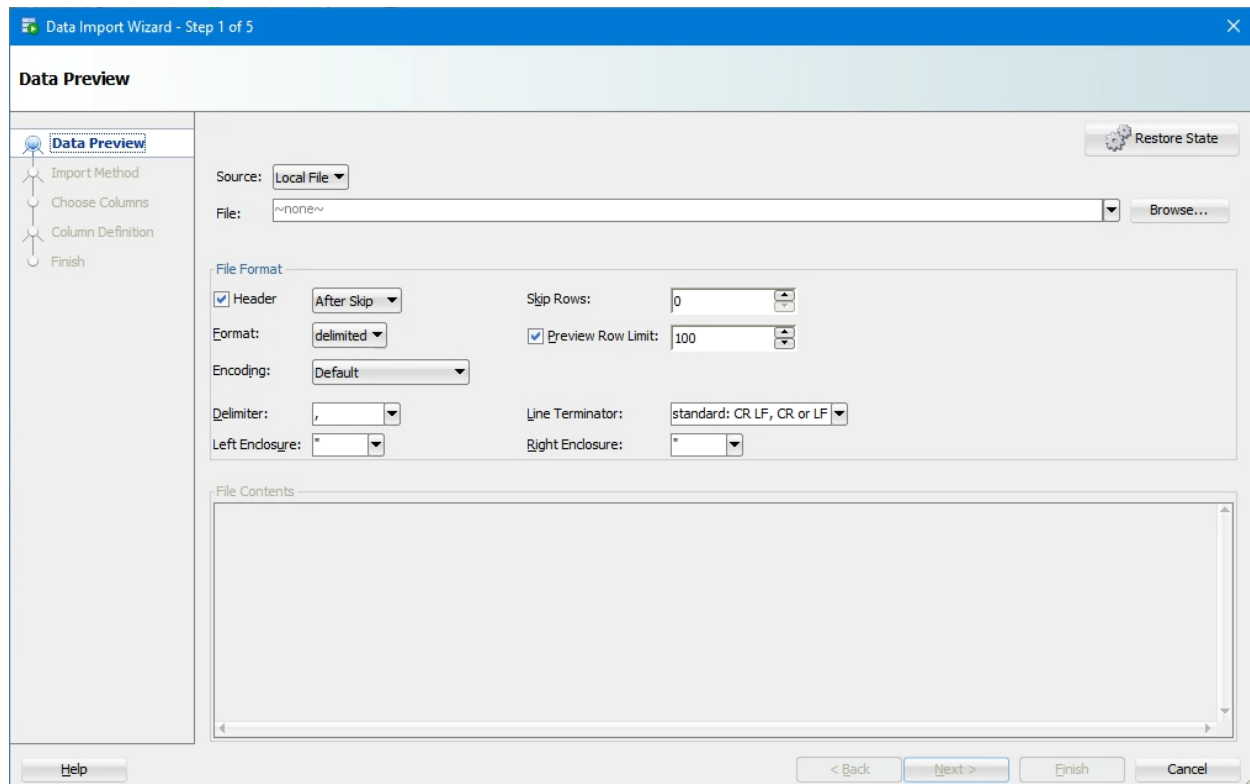 Data Import Wizard - Step 1 of 5
Data Preview
Data Preview
Import Method
Choose Columns
Column Definition
Finish
Restore State
Source: Local File
File: ~none~ Browse...
File Format
Header After Skip Skip Rows: 0
Format: delimited Preview Row Limit: 100
Encoding: Default
Delimiter: , Line Terminator: standard: CR LF, CR or LF
Left Enclosure: " Right Enclosure: "
File Contents
Help < Back Next > Finish Cancel